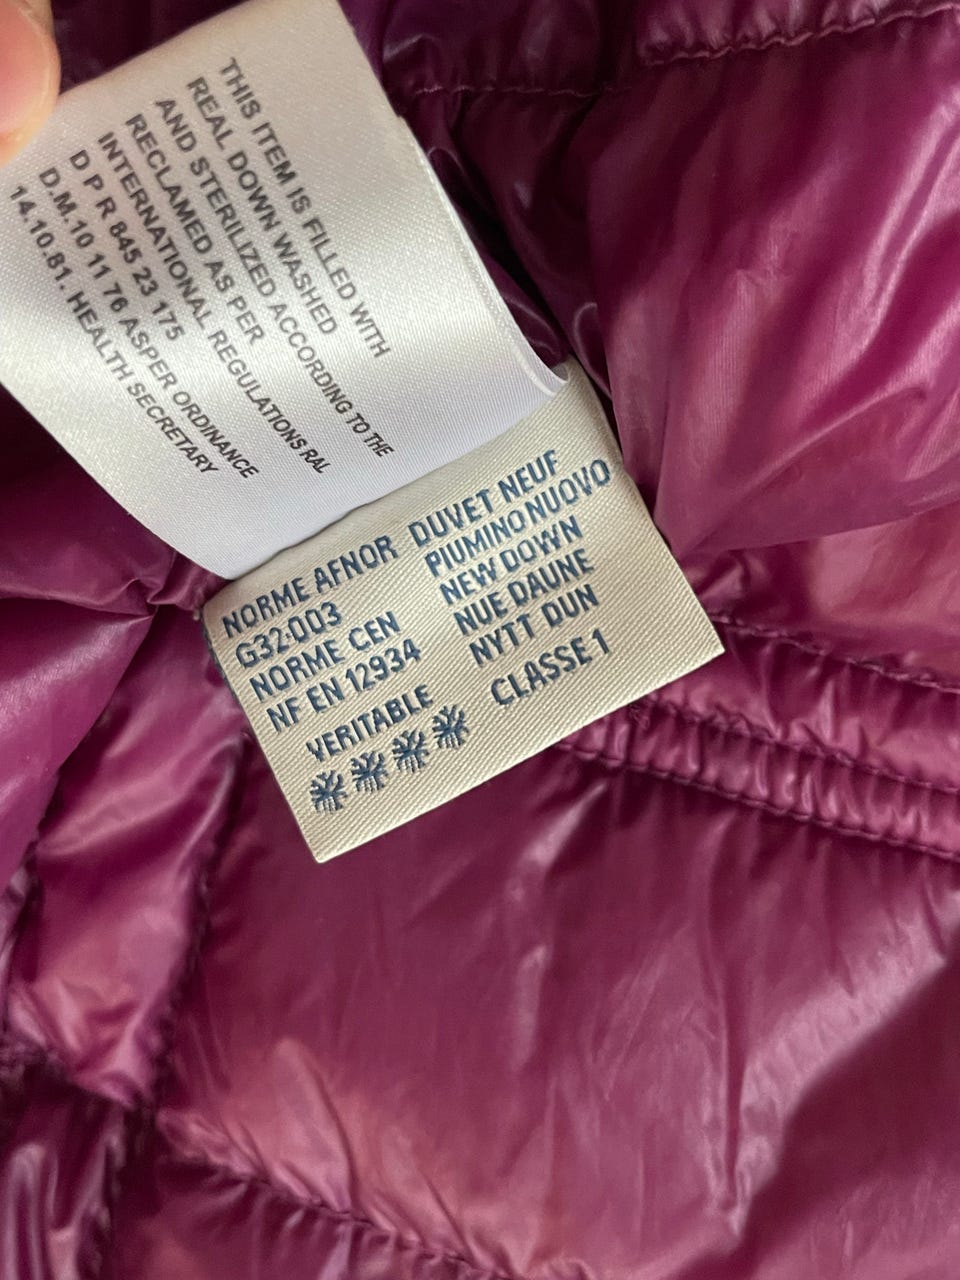 THIS ITEM IS FILLED WITH
REAL DOWN WASHED
AND STERILIZED ACCORDING TO THE
RECLAMED AS PER
INTERNATIONAL REGULATIONS RAL
D P R 845 23 175
D.M.10 11 76 ASPER ORDINANCE
14.10.81. HEALTH SECRETARY
NORME AFNOR
G32-003
NORME CEN
NF EN 12934
VERITABLE
DUVET NEUF
PIUMINO NUOVO
NEW DOWN
NUE DAUNE
NYTT DUN
CLASSE 1